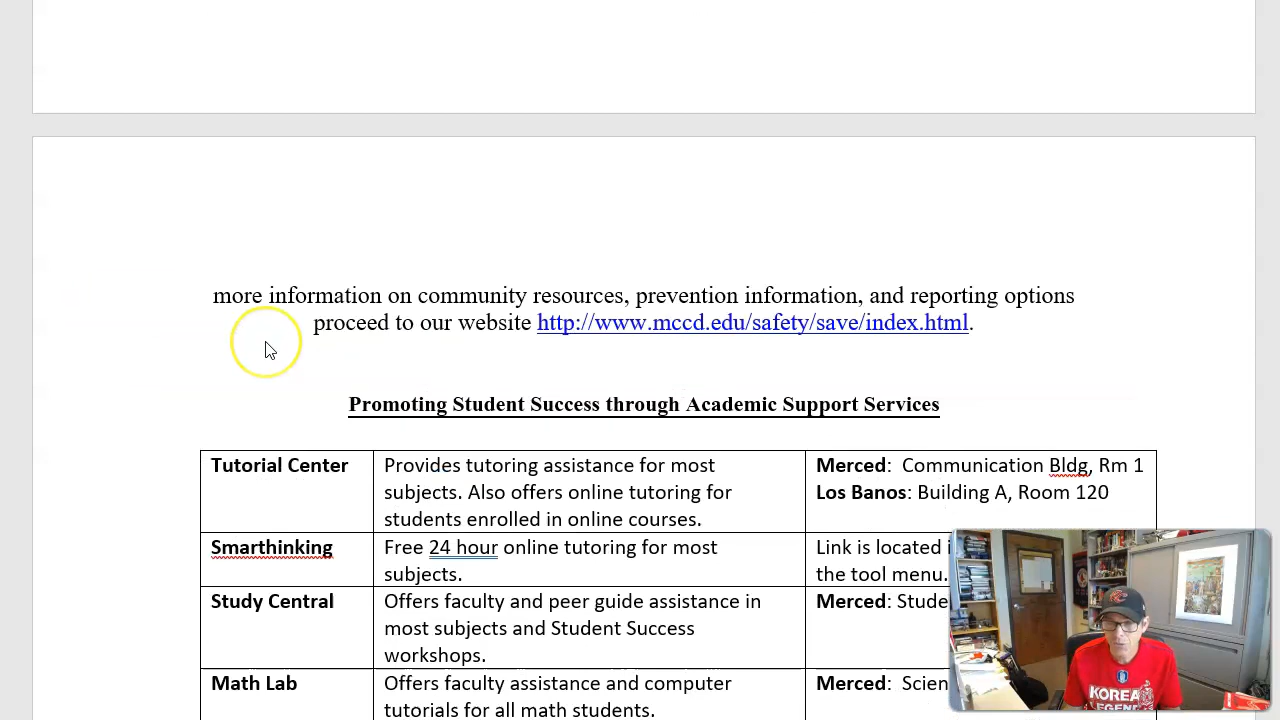 more information on community resources, prevention information, and reporting options
proceed to our website http://www.mccd.edu/safety/save/index.html.
Promoting Student Success through Academic Support Services
Tutorial Center
Provides tutoring assistance for most
subjects. Also offers online tutoring for
students enrolled in online courses.
Merced: Communication Bldg, Rm 1
Los Banos: Building A, Room 120
Smarthinking
Free 24 hour online tutoring for most
subjects.
Link is located
the tool menu.
Study Central
Offers faculty and peer guide assistance in
most subjects and Student Success
workshops.
Merced:
Math Lab
Offers faculty assistance and computer
tutorials for all math students.
Merced:
KOREA
LEGEND